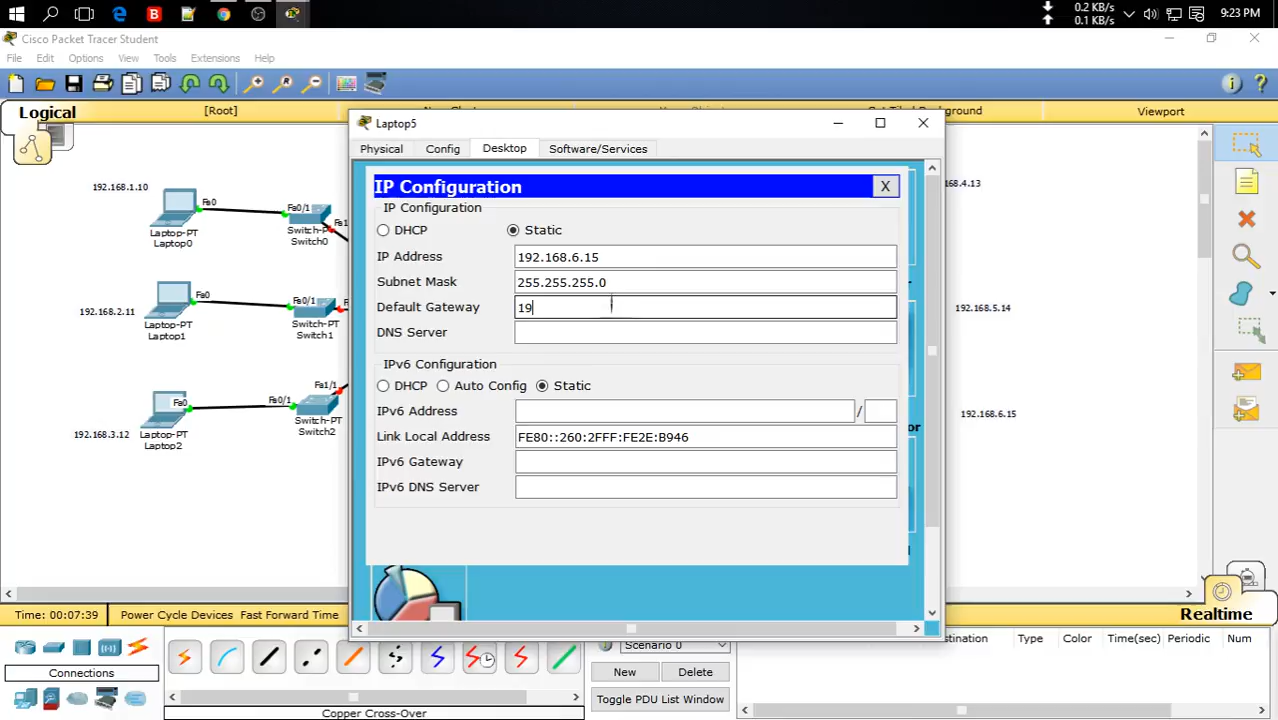 0.2 KB/s
0.1 KB/s
9:23 PM
Cisco Packet Tracer Student
File Edit Options View Tools Extensions Help
Logical
[Root]
Viewport
Laptop5
Physical Config Desktop Software/Services
IP Configuration
X
IP Configuration
DHCP Static
IP Address 192.168.6.15
Subnet Mask 255.255.255.0
Default Gateway 19
DNS Server
IPv6 Configuration
DHCP Auto Config Static
IPv6 Address /
Link Local Address FE80::260:2FFF:FE2E:B946
IPv6 Gateway
IPv6 DNS Server
192.168.1.10
Fa0
Fa0/1
Laptop-PT
Laptop0
Switch-P
Switch0
192.168.2.11
Fa0
Fa0/1
Laptop-PT
Laptop1
Switch-PT
Switch1
192.168.3.12
Fa0
Fa0/1
Fa1/1
Laptop-PT
Laptop2
Switch-PT
Switch2
.168.4.13
192.168.5.14
192.168.6.15
Time: 00:07:39 Power Cycle Devices Fast Forward Time
Realtime
Connections
Copper Cross-Over
Scenario 0
New Delete
Toggle PDU List Window
stination Type Color Time(sec) Periodic Num